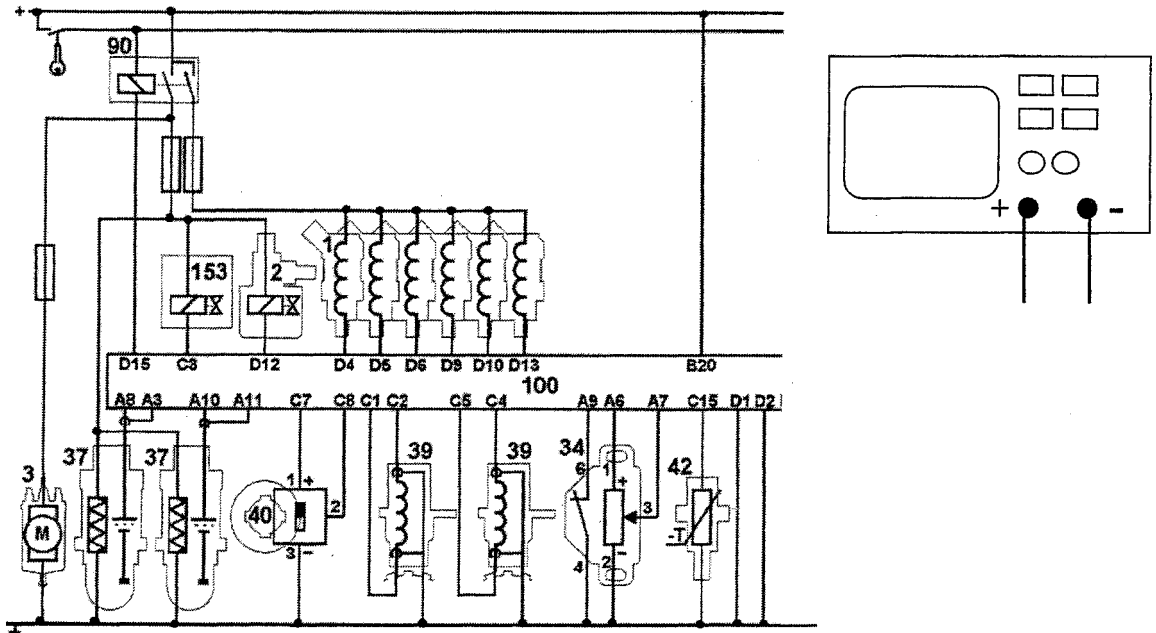 +
90
153
2
1
+ -
D15 C3 D12 D4 D5 D6 D9 D10 D13 B20
100
A8 A3 A10 A11 C7 C8 C1 C2 C5 C4 A9 A6 A7 C15 D1 D2
3 37 37 39 39 34 42
6 1
1 + +
40 2 3
M
-T
3 - - 4 2